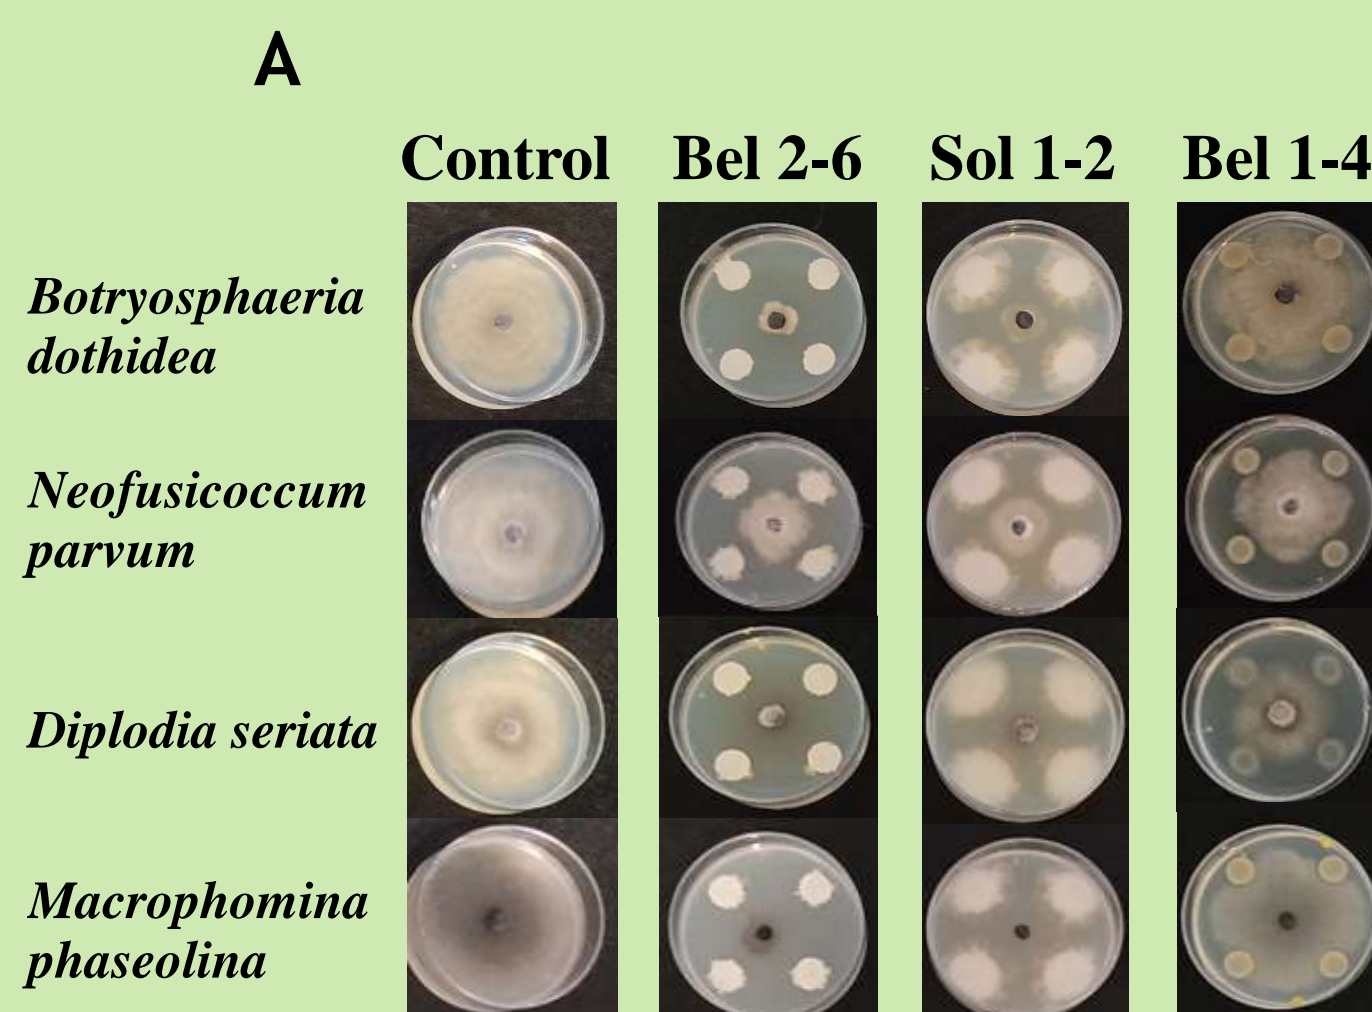 A
Control Bel 2-6 Sol 1-2 Bel 1-4
Botryosphaeria
dothidea
Neofusicoccum
parvum
Diplodia seriata
Macrophomina
phaseolina